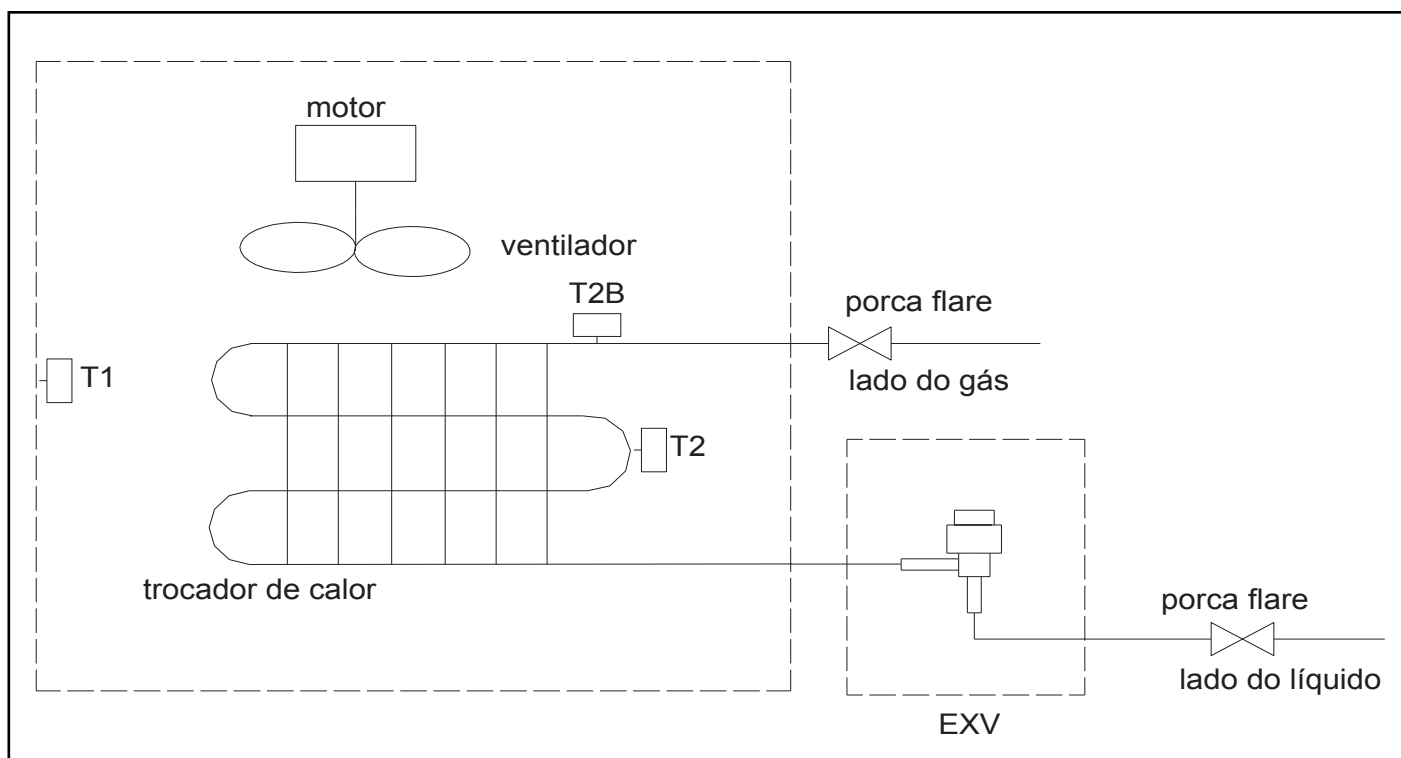 motor
ventilador
T2B
porca flare
lado do gás
T1
T2
trocador de calor
porca flare
lado do líquido
EXV